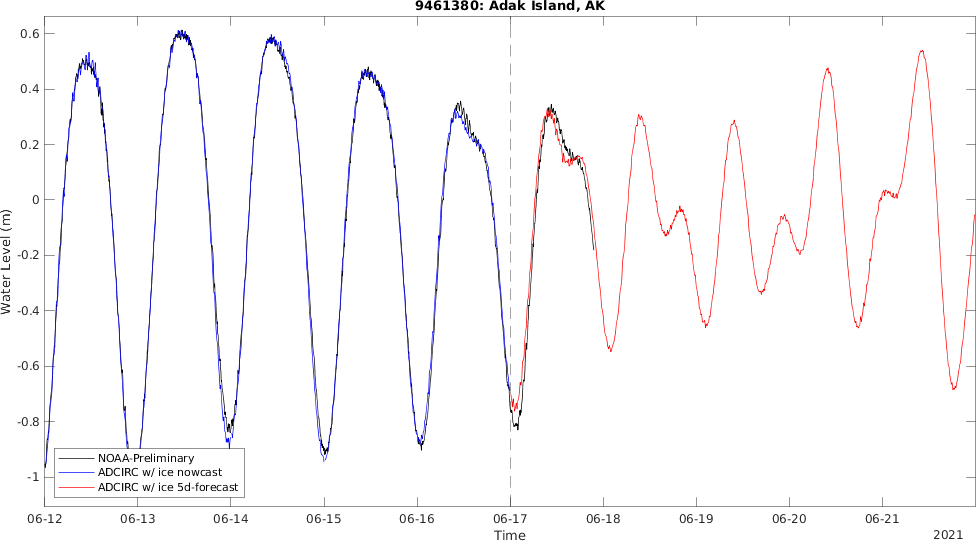 9461380: Adak Island, AK
Water Level (m)
0.6
0.4
0.2
0
-0.2
-0.4
-0.6
-0.8
-1
NOAA-Preliminary
ADCIRC w/ ice nowcast
ADCIRC w/ ice 5d-forecast
06-12 06-13 06-14 06-15 06-16 06-17 06-18 06-19 06-20 06-21
Time
2021